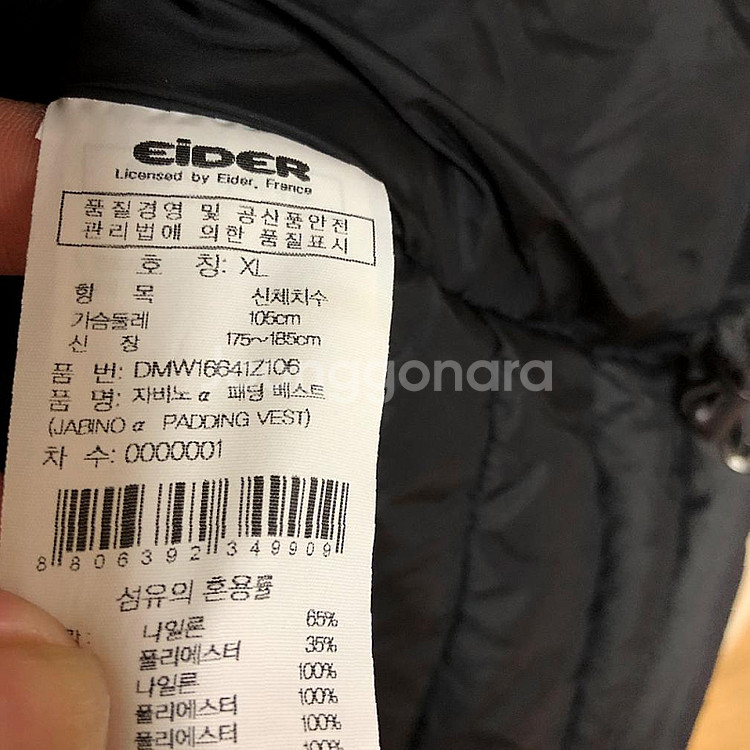 EiDER
Licensed by Eider, France
품질경영 및 공산품안전
관리법에 의한 품질표시
호 칭: XL
항 목 신체치수
가슴둘레 105cm
신 장 175~185cm
품 번: DMW16641Z106
품 명: 자비노α 패딩 베스트
(JABINO α PADDING VEST)
차 수: 0000001
8 806392 349909
섬유의 혼용률
나일론 65%
폴리에스터 35%
나일론 100%
폴리에스터 100%
폴리에스터 100%
100%